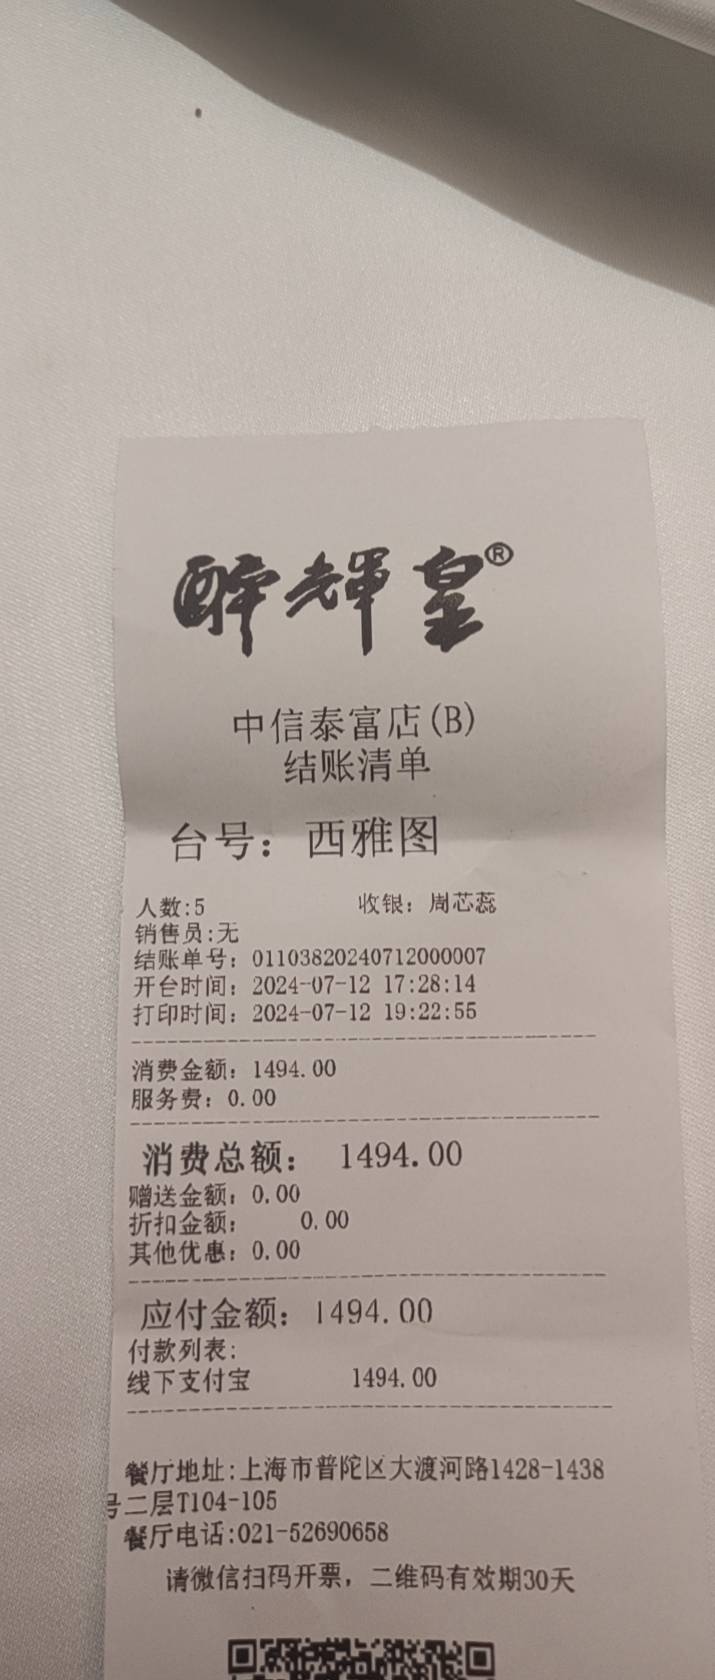 醉輝皇®
中信泰富店(B)
结账清单
台号：西雅图
人数:5 收银：周芯蕊
销售员:无
结账单号：01103820240712000007
开台时间：2024-07-12 17:28:14
打印时间：2024-07-12 19:22:55
消费金额：1494.00
服务费：0.00
消费总额： 1494.00
赠送金额：0.00
折扣金额： 0.00
其他优惠：0.00
应付金额：1494.00
付款列表:
线下支付宝 1494.00
餐厅地址:上海市普陀区大渡河路1428-1438
号二层T104-105
餐厅电话:021-52690658
请微信扫码开票，二维码有效期30天